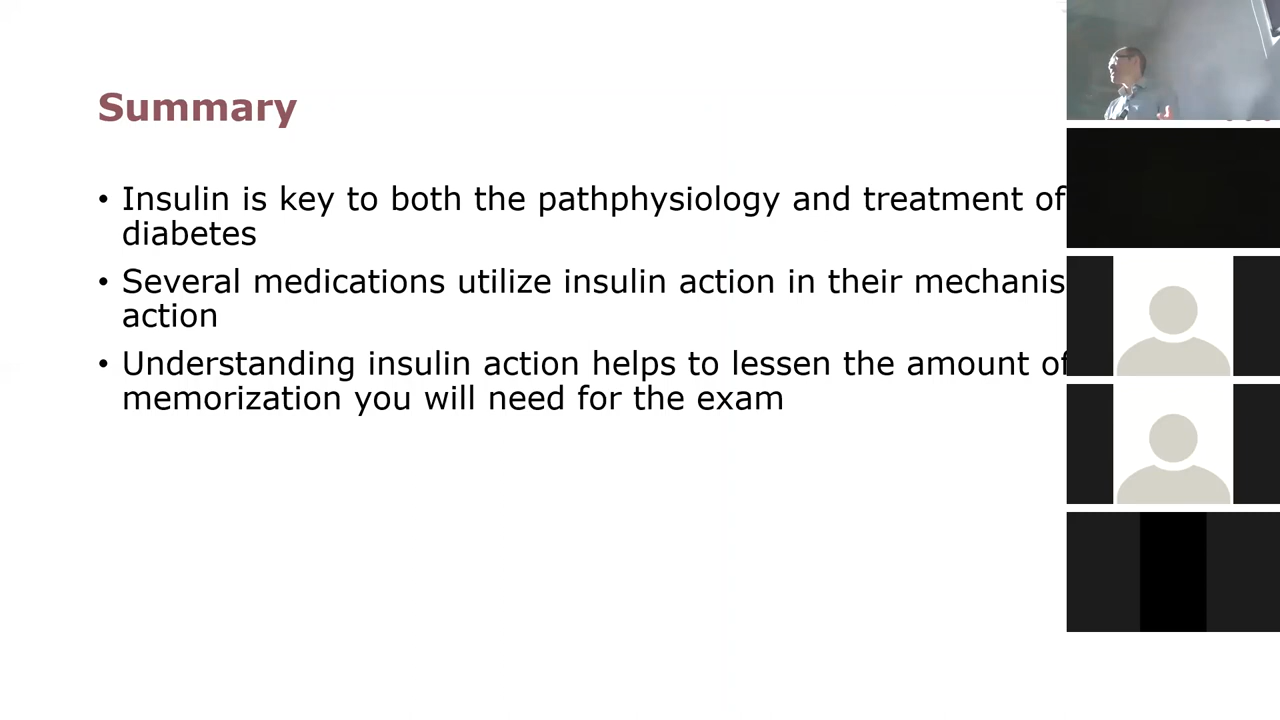 Summary
• Insulin is key to both the pathphysiology and treatment of
diabetes
• Several medications utilize insulin action in their mechanis
action
• Understanding insulin action helps to lessen the amount of
memorization you will need for the exam